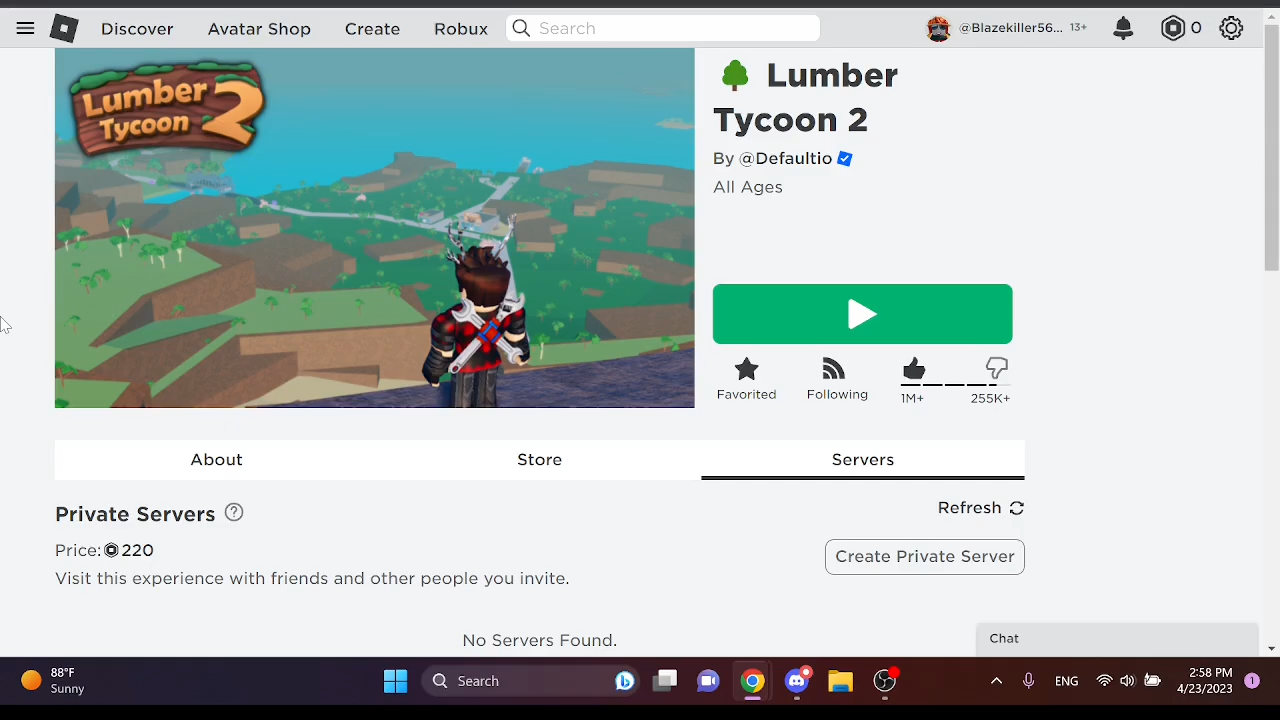 Discover
Avatar Shop
Create
Robux
Search
@Blazekiller56...
13+
0
Lumber
Tycoon 2
Lumber
Tycoon 2
By @Defaultio
All Ages
Favorited
Following
1M+
255K+
About
Store
Servers
Private Servers ?
Refresh
Price: 220
Create Private Server
Visit this experience with friends and other people you invite.
No Servers Found.
Chat
88°F
Sunny
Search
ENG
2:58 PM
4/23/2023
1